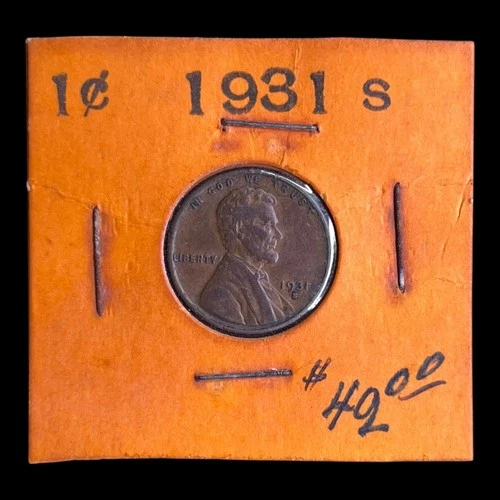 1¢ 1931 S
IN GOD WE TRUST
LIBERTY
1931
S
$42.00